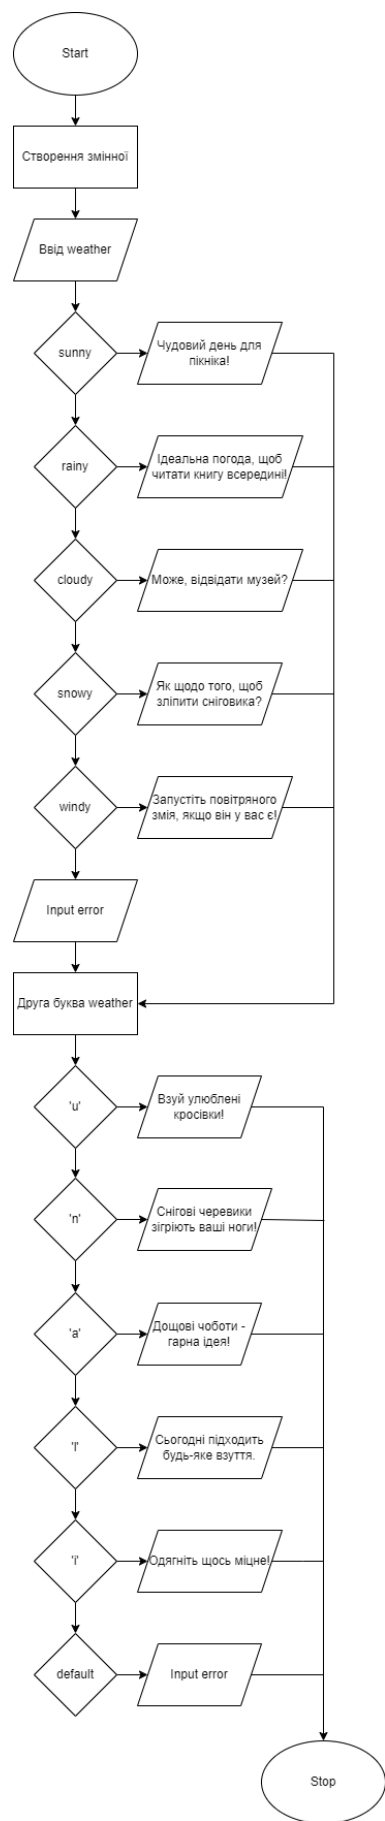 Start
Створення змінної
Ввід weather
sunny
Чудовий день для
пікніка!
rainy
Ідеальна погода, щоб
читати книгу всередині!
cloudy
Може, відвідати музей?
snowy
Як щодо того, щоб
зліпити сніговика?
windy
Запустіть повітряного
змія, якщо він у вас є!
Input error
Друга буква weather
'u'
Взуй улюблені
кросівки!
'n'
Снігові черевики
зігріють ваші ноги!
'a'
Дощові чоботи -
гарна ідея!
'l'
Сьогодні підходить
будь-яке взуття.
'i'
Одягніть щось міцне!
default
Input error
Stop